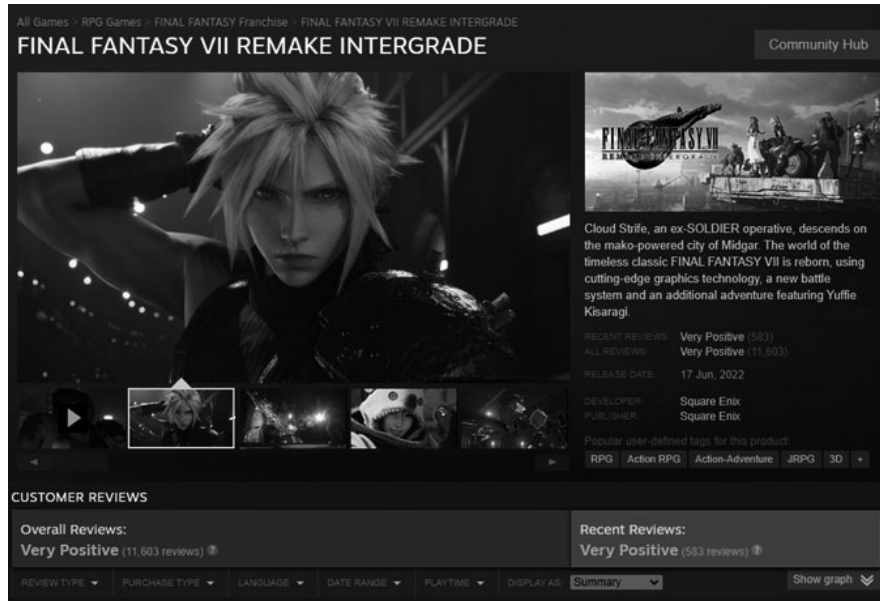 All Games > RPG Games > FINAL FANTASY Franchise > FINAL FANTASY VII REMAKE INTERGRADE
FINAL FANTASY VII REMAKE INTERGRADE
Community Hub
FINAL FANTASY VII
REMAKE INTERGRADE
Cloud Strife, an ex-SOLDIER operative, descends on
the mako-powered city of Midgar. The world of the
timeless classic FINAL FANTASY VII is reborn, using
cutting-edge graphics technology, a new battle
system and an additional adventure featuring Yuffie
Kisaragi.
RECENT REVIEWS: Very Positive (583)
ALL REVIEWS: Very Positive (11,603)
RELEASE DATE: 17 Jun, 2022
DEVELOPER: Square Enix
PUBLISHER: Square Enix
Popular user-defined tags for this product:
RPG Action RPG Action-Adventure JRPG 3D +
CUSTOMER REVIEWS
Overall Reviews:
Very Positive (11,603 reviews) ?
Recent Reviews:
Very Positive (583 reviews) ?
REVIEW TYPE PURCHASE TYPE LANGUAGE DATE RANGE PLAYTIME DISPLAY AS: Summary Show graph